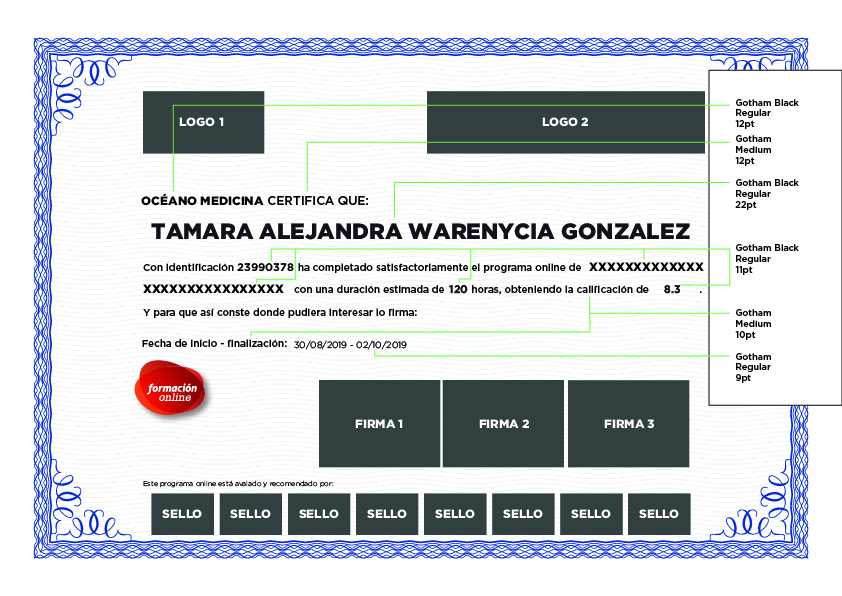 LOGO 1
LOGO 2
Gotham Black
Regular
12pt
Gotham
Medium
12pt
Gotham Black
Regular
22pt
OCÉANO MEDICINA CERTIFICA QUE:
TAMARA ALEJANDRA WARENYCIA GONZALEZ
Gotham Black
Regular
11pt
Con identificación 23990378 ha completado satisfactoriamente el programa online de XXXXXXXXXXXXX
XXXXXXXXXXXXXXXX con una duración estimada de 120 horas, obteniendo la calificación de 8.3 .
Y para que así conste donde pudiera interesar lo firma:
Gotham
Medium
10pt
Fecha de inicio - finalización: 30/08/2019 - 02/10/2019
Gotham
Regular
9pt
formación
online
FIRMA 1
FIRMA 2
FIRMA 3
Este programa online está avalado y recomendado por:
SELLO SELLO SELLO SELLO SELLO SELLO SELLO SELLO